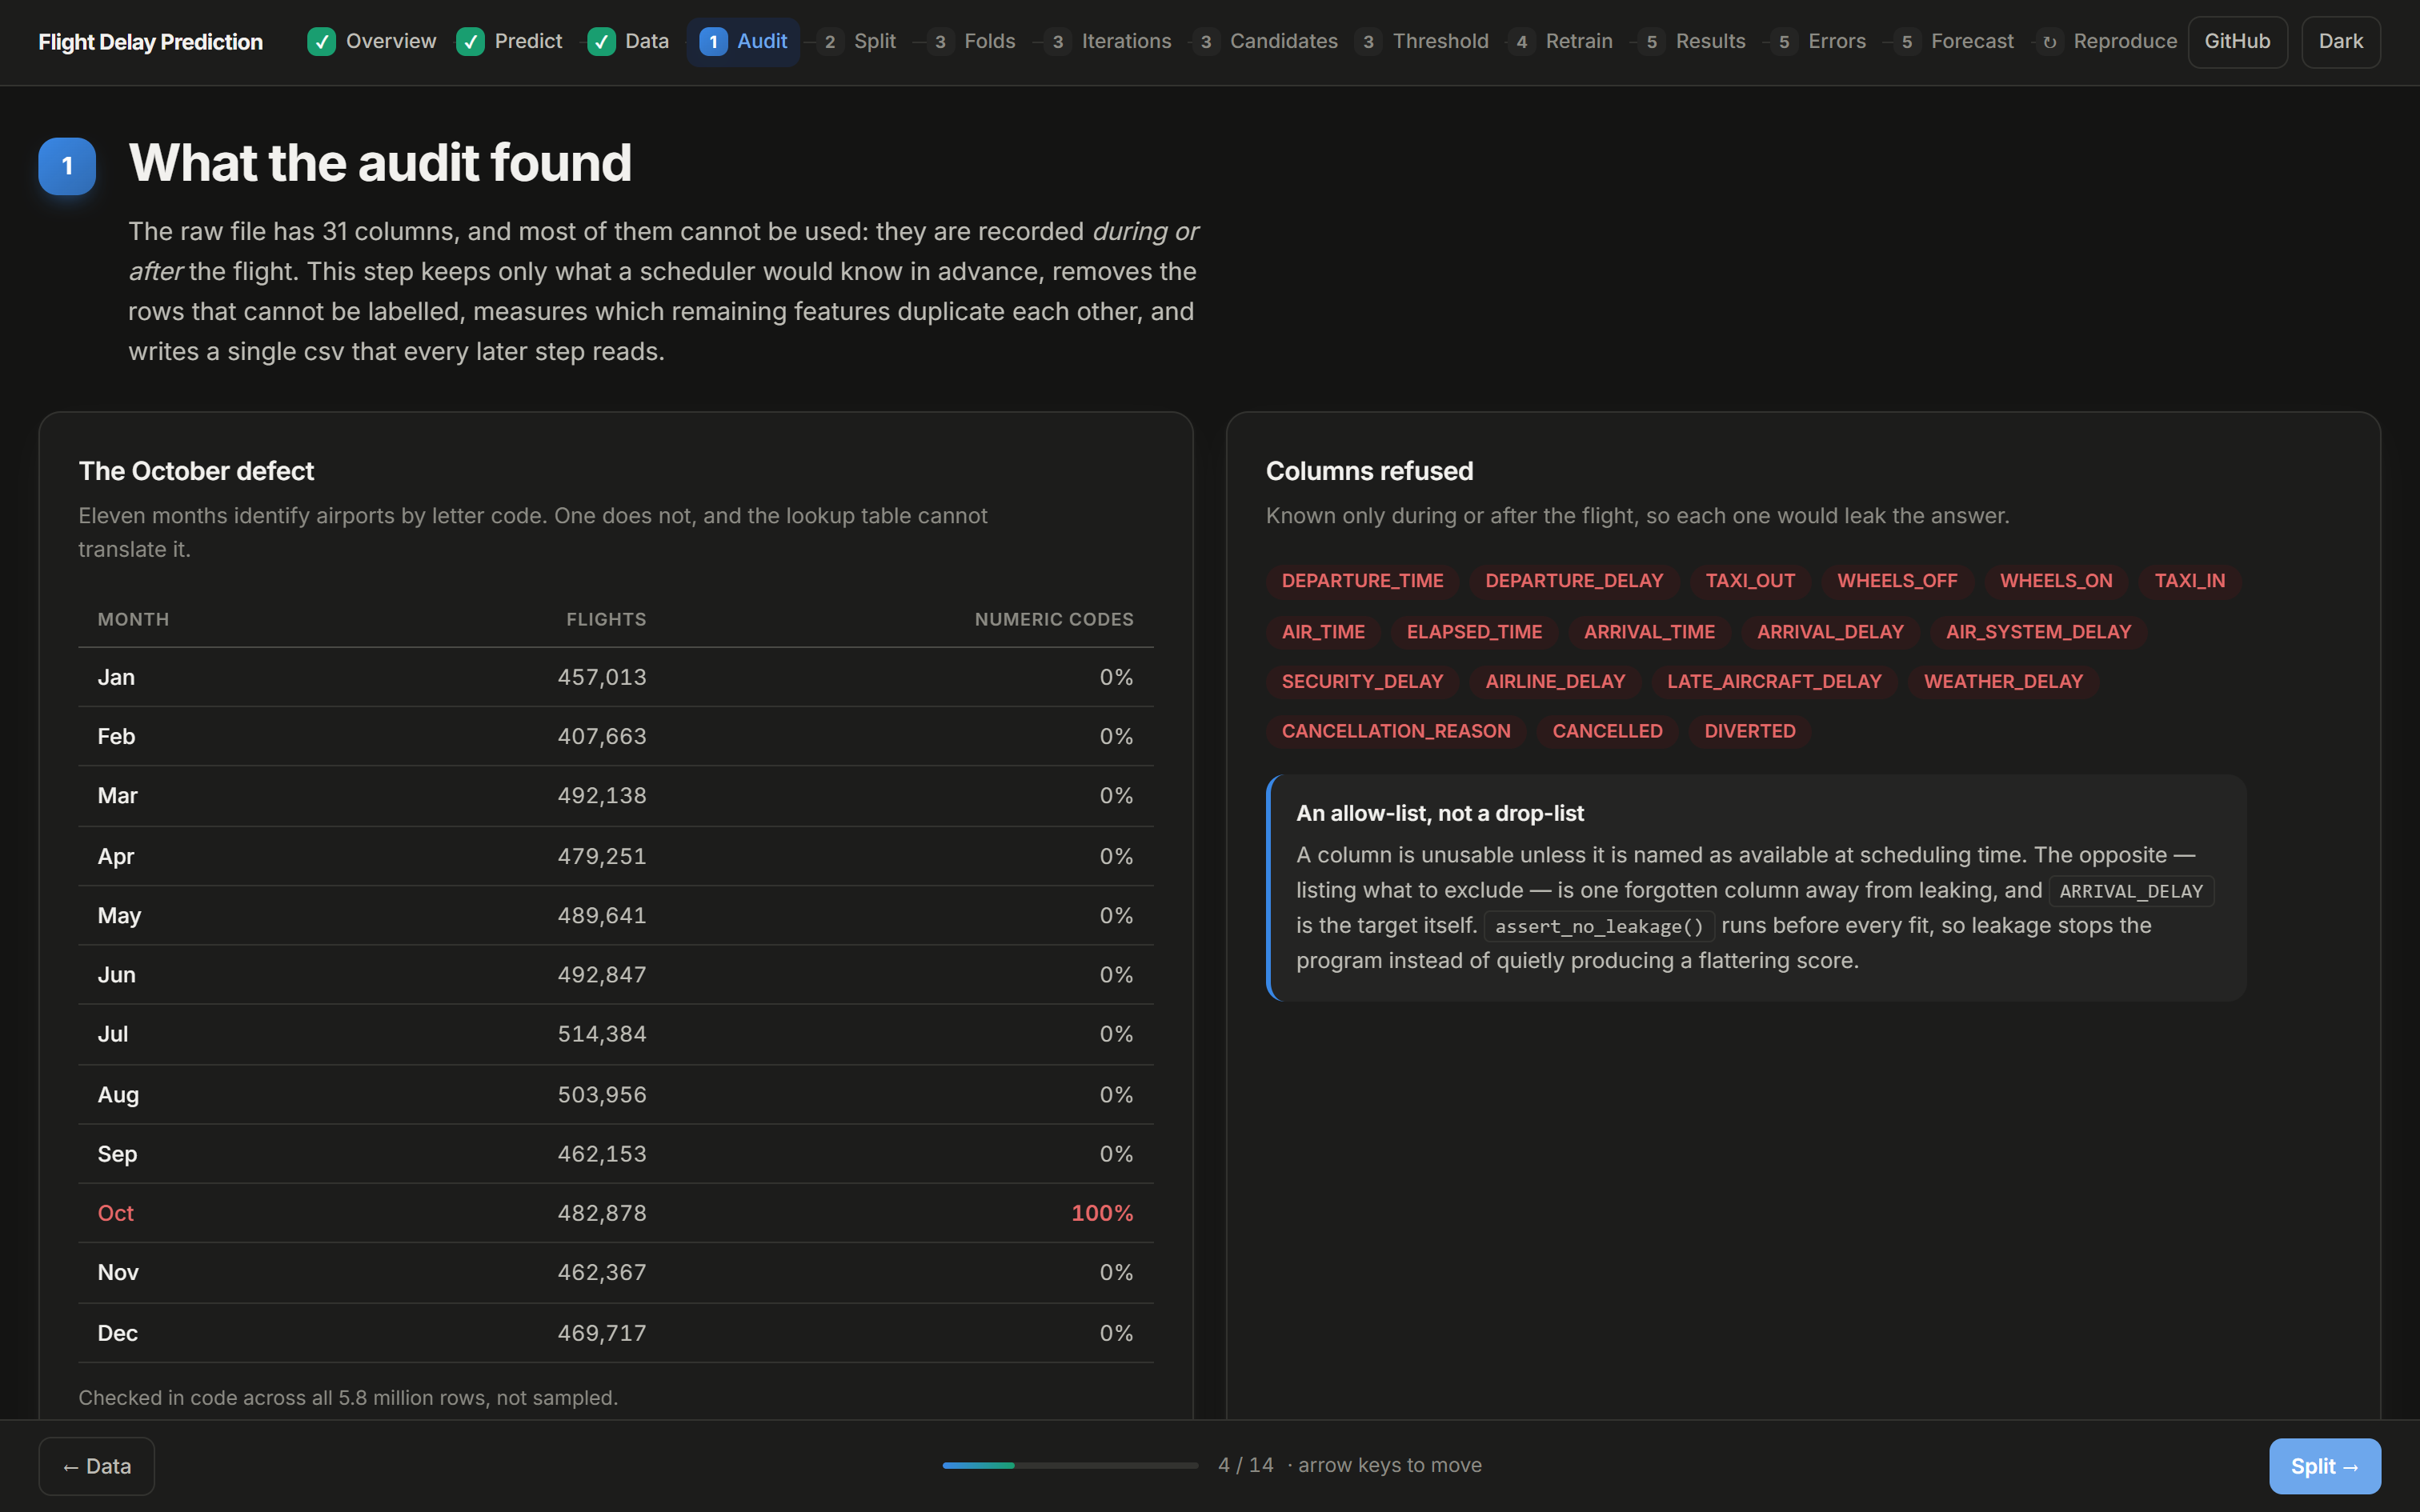 Flight Delay Prediction
✓ Overview ✓ Predict ✓ Data 1 Audit 2 Split 3 Folds 3 Iterations 3 Candidates 3 Threshold 4 Retrain 5 Results 5 Errors 5 Forecast ↻ Reproduce GitHub Dark
1 What the audit found
The raw file has 31 columns, and most of them cannot be used: they are recorded during or
after the flight. This step keeps only what a scheduler would know in advance, removes the
rows that cannot be labelled, measures which remaining features duplicate each other, and
writes a single csv that every later step reads.
The October defect
Eleven months identify airports by letter code. One does not, and the lookup table cannot
translate it.
MONTH FLIGHTS NUMERIC CODES
Jan 457,013 0%
Feb 407,663 0%
Mar 492,138 0%
Apr 479,251 0%
May 489,641 0%
Jun 492,847 0%
Jul 514,384 0%
Aug 503,956 0%
Sep 462,153 0%
Oct 482,878 100%
Nov 462,367 0%
Dec 469,717 0%
Checked in code across all 5.8 million rows, not sampled.
Columns refused
Known only during or after the flight, so each one would leak the answer.
DEPARTURE_TIME DEPARTURE_DELAY TAXI_OUT WHEELS_OFF WHEELS_ON TAXI_IN
AIR_TIME ELAPSED_TIME ARRIVAL_TIME ARRIVAL_DELAY AIR_SYSTEM_DELAY
SECURITY_DELAY AIRLINE_DELAY LATE_AIRCRAFT_DELAY WEATHER_DELAY
CANCELLATION_REASON CANCELLED DIVERTED
An allow-list, not a drop-list
A column is unusable unless it is named as available at scheduling time. The opposite —
listing what to exclude — is one forgotten column away from leaking, and ARRIVAL_DELAY
is the target itself. assert_no_leakage() runs before every fit, so leakage stops the
program instead of quietly producing a flattering score.
← Data
4 / 14 · arrow keys to move
Split →